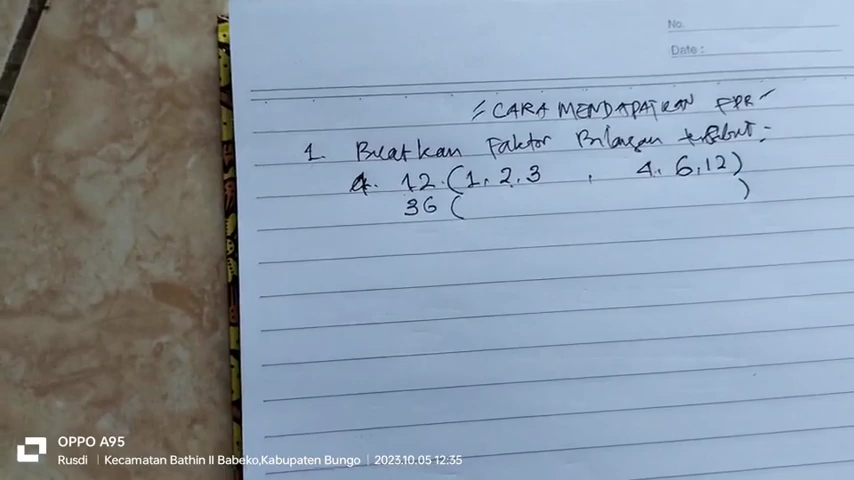 No.
Date :
= CARA MENDAPATKAN FPB =
1. Buatkan Faktor Bilangan tersebut :
a. 12 (1, 2, 3 , 4, 6, 12)
36 ( )
OPPO A95
Rusdi | Kecamatan Bathin II Babeko,Kabupaten Bungo | 2023.10.05 12:35